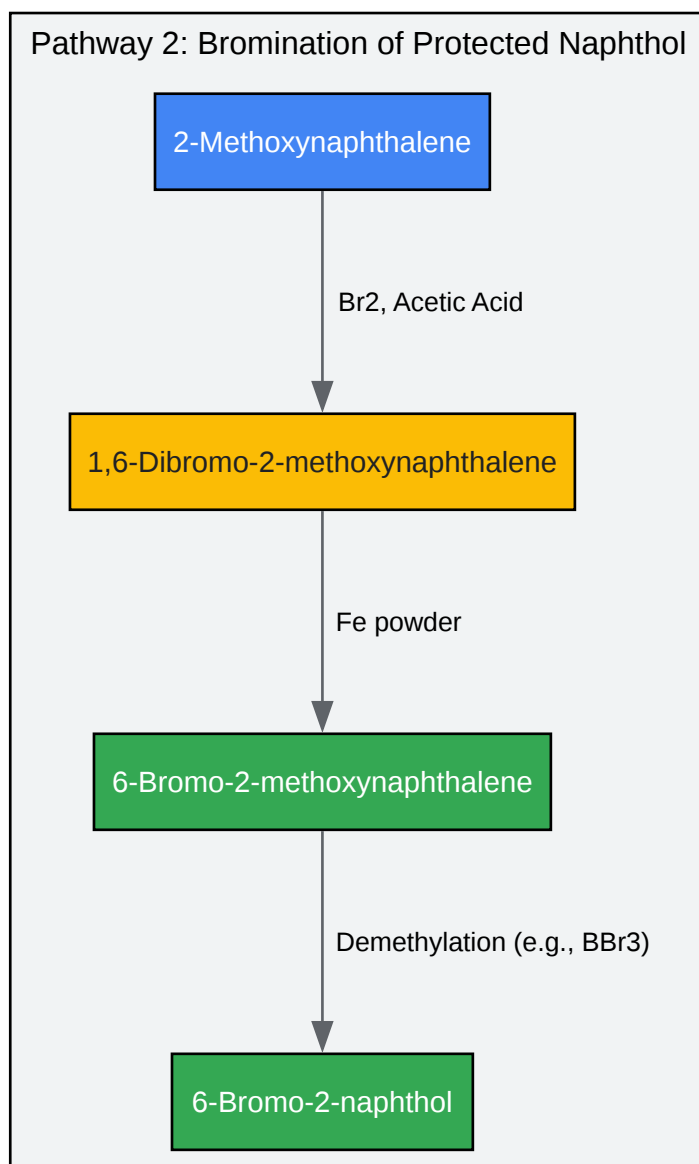 Pathway 2: Bromination of Protected Naphthol
2-Methoxynaphthalene
Br2, Acetic Acid
1,6-Dibromo-2-methoxynaphthalene
Fe powder
6-Bromo-2-methoxynaphthalene
Demethylation (e.g., BBr3)
6-Bromo-2-naphthol